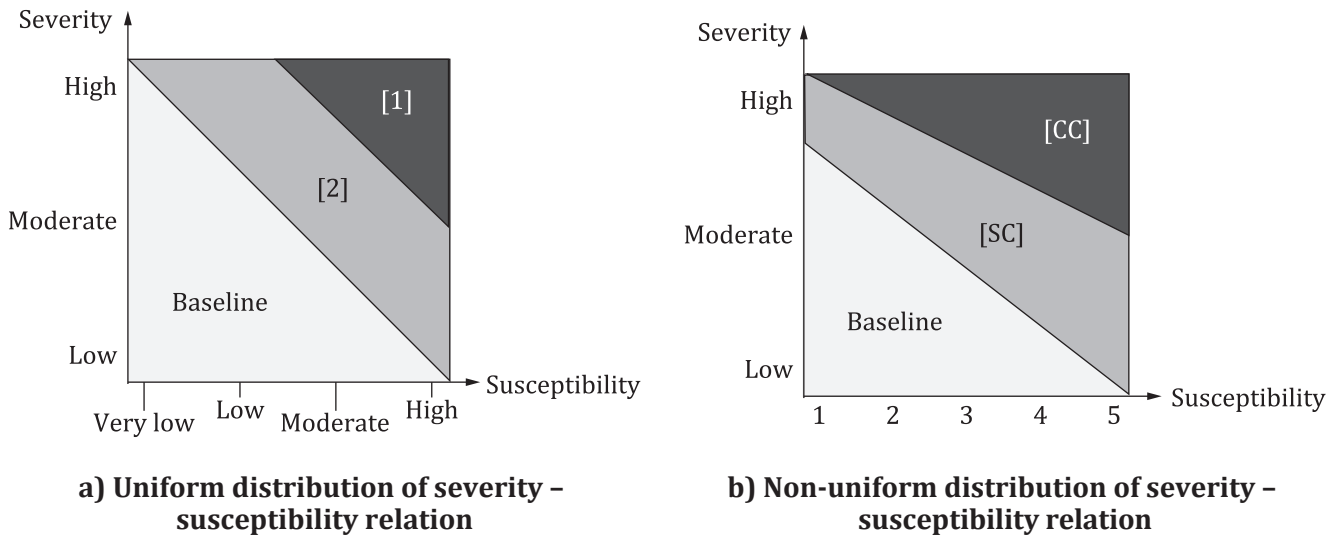 Severity
High
[1]
[2]
Moderate
Baseline
Low
Susceptibility
Very low
Low
Moderate
High
a) Uniform distribution of severity –
susceptibility relation
Severity
High
[CC]
Moderate
[SC]
Baseline
Low
Susceptibility
1 2 3 4 5
b) Non-uniform distribution of severity –
susceptibility relation